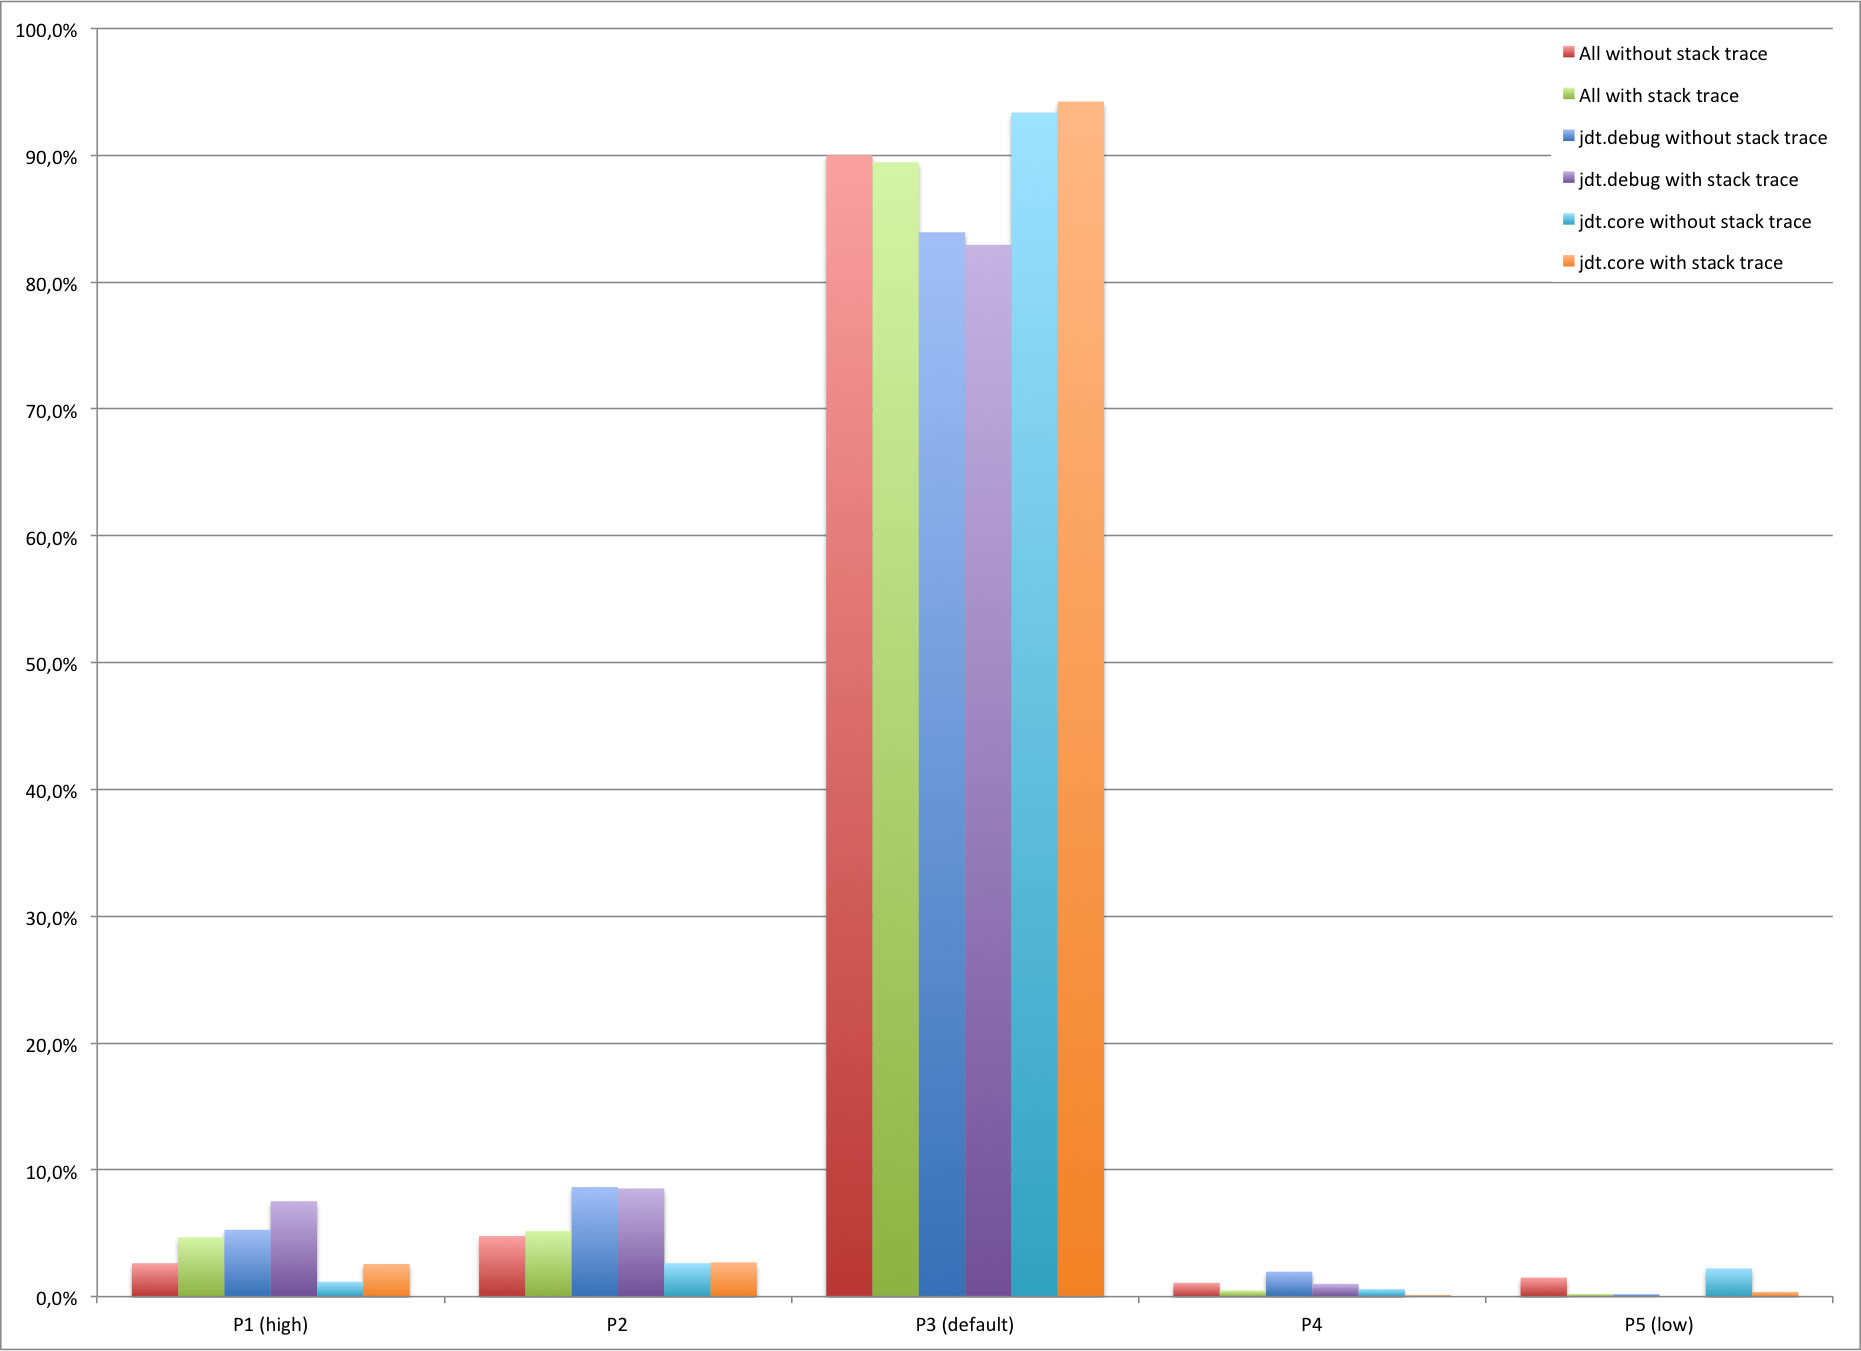 100,0%
90,0%
80,0%
70,0%
60,0%
50,0%
40,0%
30,0%
20,0%
10,0%
0,0%
P1 (high)
P2
P3 (default)
P4
P5 (low)
All without stack trace
All with stack trace
jdt.debug without stack trace
jdt.debug with stack trace
jdt.core without stack trace
jdt.core with stack trace